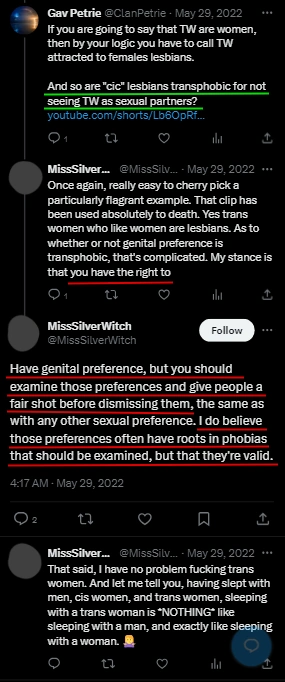 Gav Petrie @ClanPetrie · May 29, 2022 ···
If you are going to say that TW are women,
then by your logic you have to call TW
attracted to females lesbians.
And so are "cic" lesbians transphobic for not
seeing TW as sexual partners?
youtube.com/shorts/Lb6OpRf...
1
MissSilver... @MissSilv... · May 29, 2022 ···
Once again, really easy to cherry pick a
particularly flagrant example. That clip has
been used absolutely to death. Yes trans
women who like women are lesbians. As to
whether or not genital preference is
transphobic, that's complicated. My stance is
that you have the right to
1
MissSilverWitch
@MissSilverWitch
Follow
···
Have genital preference, but you should
examine those preferences and give people a
fair shot before dismissing them, the same as
with any other sexual preference. I do believe
those preferences often have roots in phobias
that should be examined, but that they're valid.
4:17 AM · May 29, 2022
2
MissSilver... @MissSilv... · May 29, 2022 ···
That said, I have no problem fucking trans
women. And let me tell you, having slept with
men, cis women, and trans women, sleeping
with a trans woman is *NOTHING* like
sleeping with a man, and exactly like sleeping
with a woman. 💁‍♀️